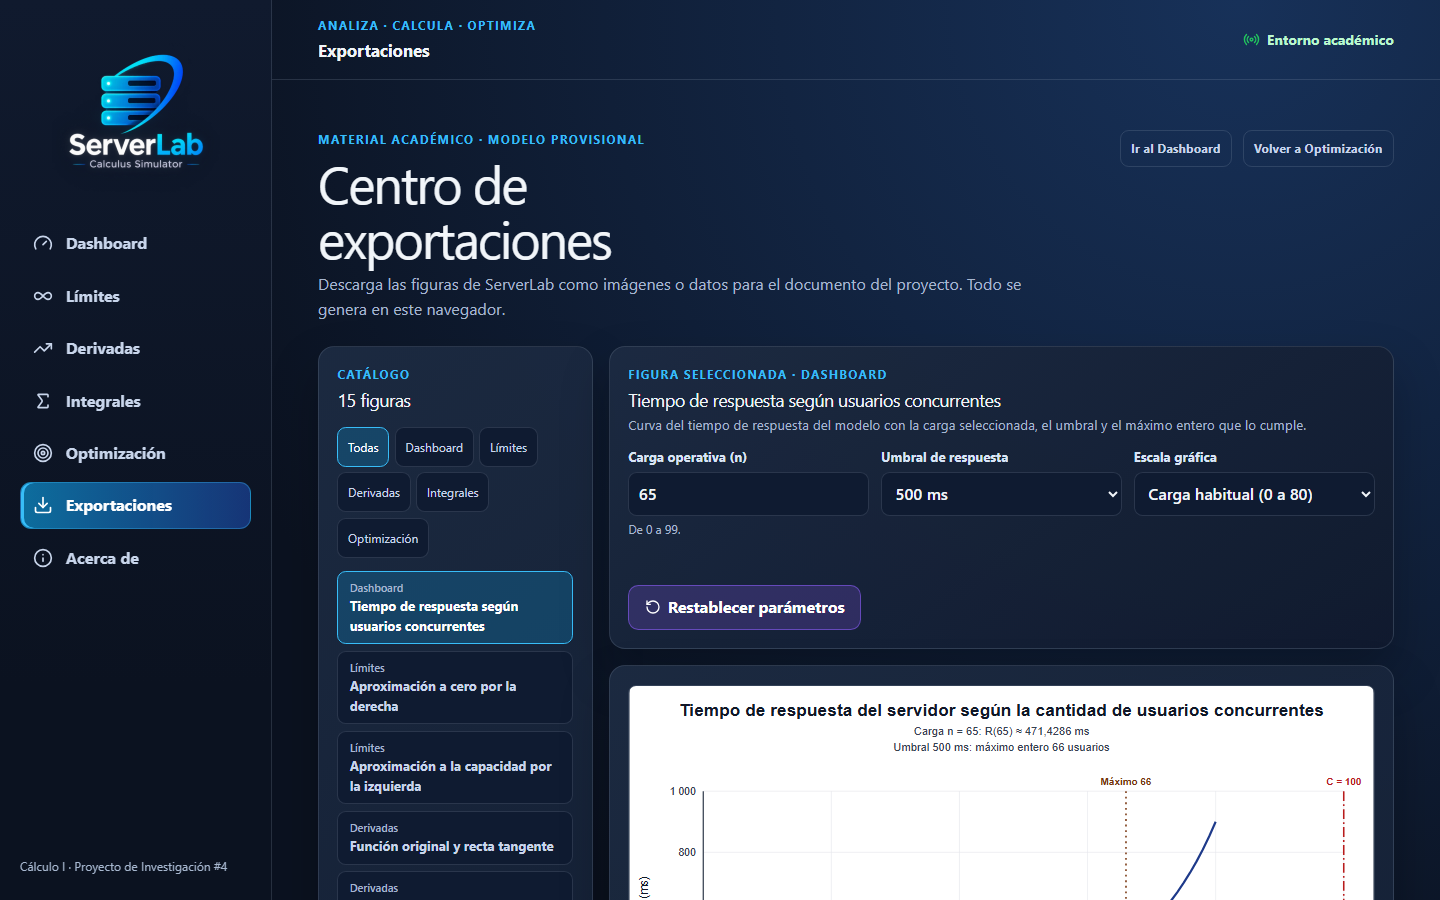 ServerLab
Calculus Simulator
Dashboard
Límites
Derivadas
Integrales
Optimización
Exportaciones
Acerca de
Cálculo I · Proyecto de Investigación #4
ANALIZA · CALCULA · OPTIMIZA
Exportaciones
Entorno académico
MATERIAL ACADÉMICO · MODELO PROVISIONAL
Centro de
exportaciones
Descarga las figuras de ServerLab como imágenes o datos para el documento del proyecto. Todo se
genera en este navegador.
Ir al Dashboard
Volver a Optimización
CATÁLOGO
15 figuras
Todas
Dashboard
Límites
Derivadas
Integrales
Optimización
Dashboard
Tiempo de respuesta según
usuarios concurrentes
Límites
Aproximación a cero por la
derecha
Límites
Aproximación a la capacidad por
la izquierda
Derivadas
Función original y recta tangente
Derivadas
FIGURA SELECCIONADA · DASHBOARD
Tiempo de respuesta según usuarios concurrentes
Curva del tiempo de respuesta del modelo con la carga seleccionada, el umbral y el máximo entero que lo cumple.
Carga operativa (n)
65
De 0 a 99.
Umbral de respuesta
500 ms
Escala gráfica
Carga habitual (0 a 80)
Restablecer parámetros
Tiempo de respuesta del servidor según la cantidad de usuarios concurrentes
Carga n = 65: R(65) ≈ 471,4286 ms
Umbral 500 ms: máximo entero 66 usuarios
Máximo 66
C = 100
1 000
800
(ms)